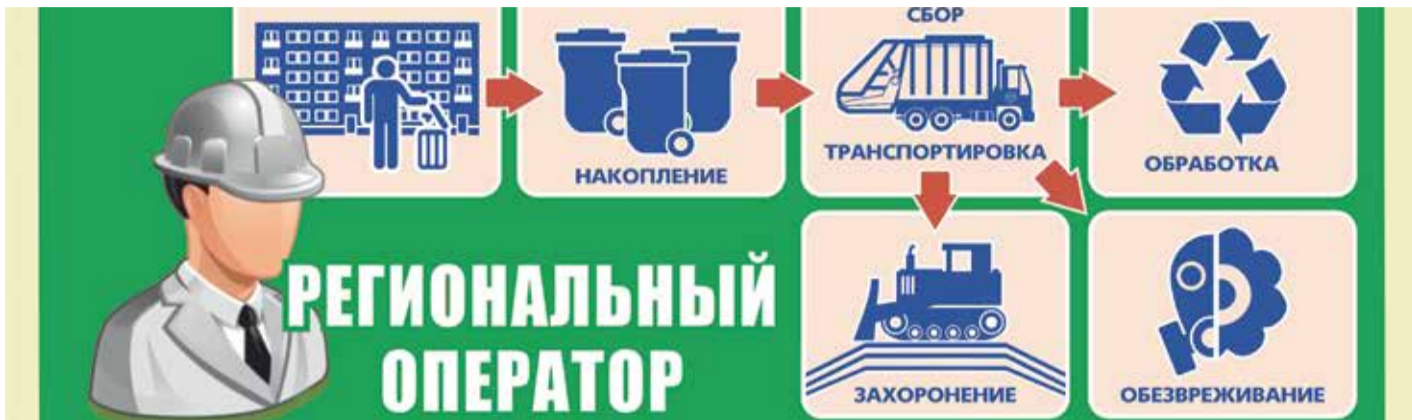 СБОР
НАКОПЛЕНИЕ
ТРАНСПОРТИРОВКА
ОБРАБОТКА
РЕГИОНАЛЬНЫЙ
ОПЕРАТОР
ЗАХОРОНЕНИЕ
ОБЕЗВРЕЖИВАНИЕ